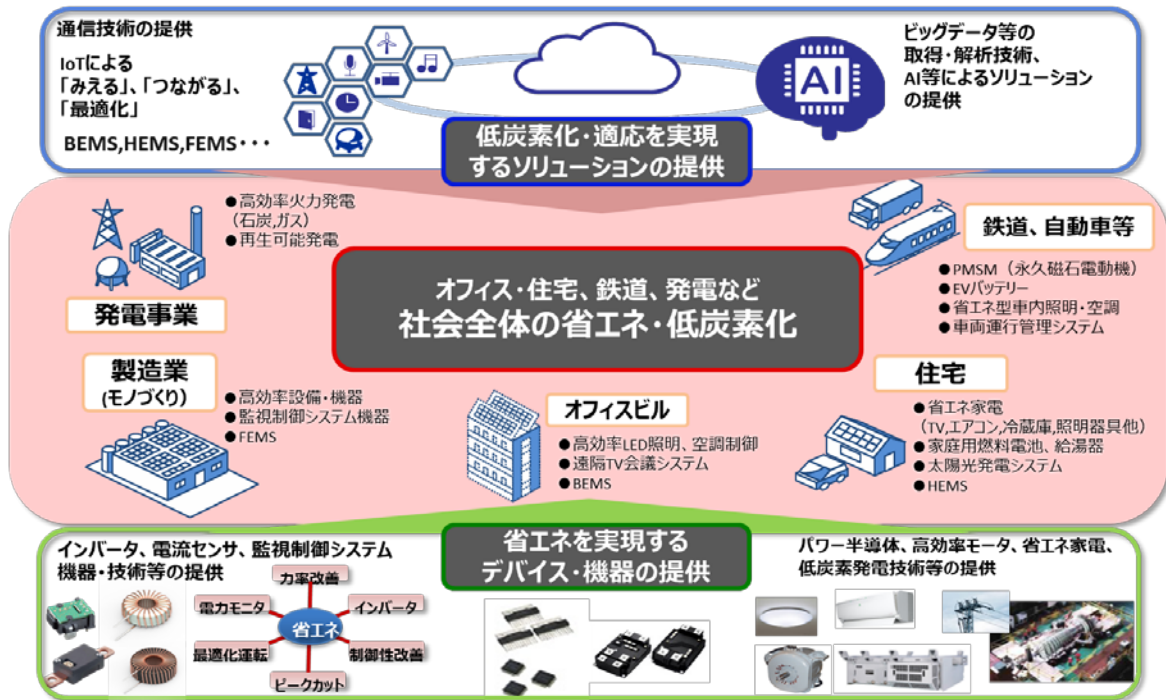 通信技術の提供
IoTによる
「みえる」、「つながる」、
「最適化」
BEMS,HEMS,FEMS・・・
AI
ビッグデータ等の
取得・解析技術、
AI等によるソリューション
の提供
低炭素化・適応を実現
するソリューションの提供
●高効率火力発電
（石炭,ガス）
●再生可能発電
発電事業
鉄道、自動車等
●PMSM（永久磁石電動機）
●EVバッテリー
●省エネ型車内照明・空調
●車両運行管理システム
オフィス・住宅、鉄道、発電など
社会全体の省エネ・低炭素化
製造業
(モノづくり)
●高効率設備・機器
●監視制御システム機器
●FEMS
オフィスビル
●高効率LED照明、空調制御
●遠隔TV会議システム
●BEMS
住宅
●省エネ家電
（TV,エアコン,冷蔵庫,照明器具他）
●家庭用燃料電池、給湯器
●太陽光発電システム
●HEMS
省エネを実現する
デバイス・機器の提供
インバータ、電流センサ、監視制御システム
機器・技術等の提供
力率改善
電力モニタ
インバータ
省エネ
最適化運転
制御性改善
ピークカット
パワー半導体、高効率モータ、省エネ家電、
低炭素発電技術等の提供